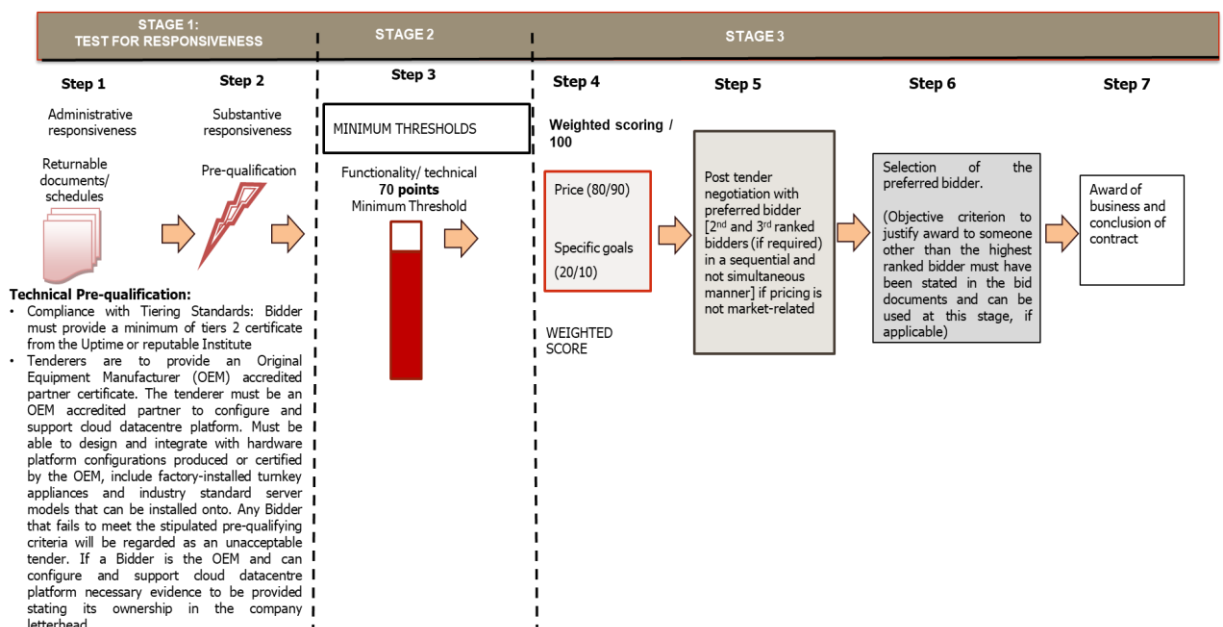 STAGE 1:
TEST FOR RESPONSIVENESS
STAGE 2
STAGE 3
Step 1
Step 2
Step 3
Step 4
Step 5
Step 6
Step 7
Administrative
responsiveness
Returnable
documents/
schedules
Substantive
responsiveness
Pre-qualification
MINIMUM THRESHOLDS
Functionality/ technical
70 points
Minimum Threshold
Weighted scoring /
100
Price (80/90)
Specific goals
(20/10)
WEIGHTED
SCORE
Post tender
negotiation with
preferred bidder
[2nd and 3rd ranked
bidders (if required)
in a sequential and
not simultaneous
manner] if pricing is
not market-related
Selection of the
preferred bidder.
(Objective criterion to
justify award to someone
other than the highest
ranked bidder must have
been stated in the bid
documents and can be
used at this stage, if
applicable)
Award of
business and
conclusion of
contract
Technical Pre-qualification:
• Compliance with Tiering Standards: Bidder
must provide a minimum of tiers 2 certificate
from the Uptime or reputable Institute
• Tenderers are to provide an Original
Equipment Manufacturer (OEM) accredited
partner certificate. The tenderer must be an
OEM accredited partner to configure and
support cloud datacentre platform. Must be
able to design and integrate with hardware
platform configurations produced or certified
by the OEM, include factory-installed turnkey
appliances and industry standard server
models that can be installed onto. Any Bidder
that fails to meet the stipulated pre-qualifying
criteria will be regarded as an unacceptable
tender. If a Bidder is the OEM and can
configure and support cloud datacentre
platform necessary evidence to be provided
stating its ownership in the company
letterhead